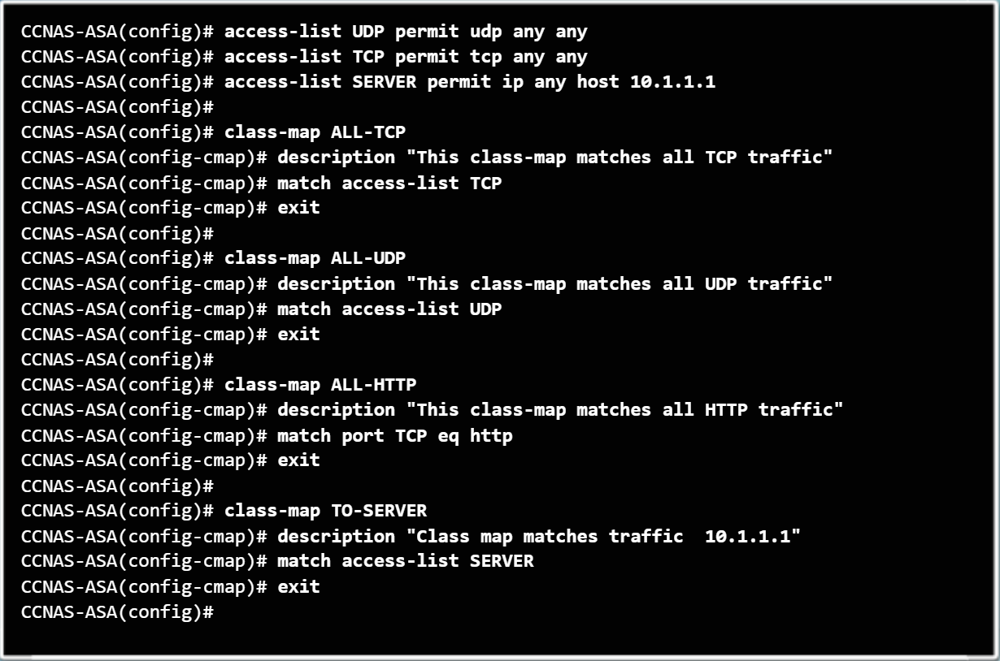 CCNAS-ASA(config)# access-list UDP permit udp any any
CCNAS-ASA(config)# access-list TCP permit tcp any any
CCNAS-ASA(config)# access-list SERVER permit ip any host 10.1.1.1
CCNAS-ASA(config)#
CCNAS-ASA(config)# class-map ALL-TCP
CCNAS-ASA(config-cmap)# description "This class-map matches all TCP traffic"
CCNAS-ASA(config-cmap)# match access-list TCP
CCNAS-ASA(config-cmap)# exit
CCNAS-ASA(config)#
CCNAS-ASA(config)# class-map ALL-UDP
CCNAS-ASA(config-cmap)# description "This class-map matches all UDP traffic"
CCNAS-ASA(config-cmap)# match access-list UDP
CCNAS-ASA(config-cmap)# exit
CCNAS-ASA(config)#
CCNAS-ASA(config)# class-map ALL-HTTP
CCNAS-ASA(config-cmap)# description "This class-map matches all HTTP traffic"
CCNAS-ASA(config-cmap)# match port TCP eq http
CCNAS-ASA(config-cmap)# exit
CCNAS-ASA(config)#
CCNAS-ASA(config)# class-map TO-SERVER
CCNAS-ASA(config-cmap)# description "Class map matches traffic  10.1.1.1"
CCNAS-ASA(config-cmap)# match access-list SERVER
CCNAS-ASA(config-cmap)# exit
CCNAS-ASA(config)#